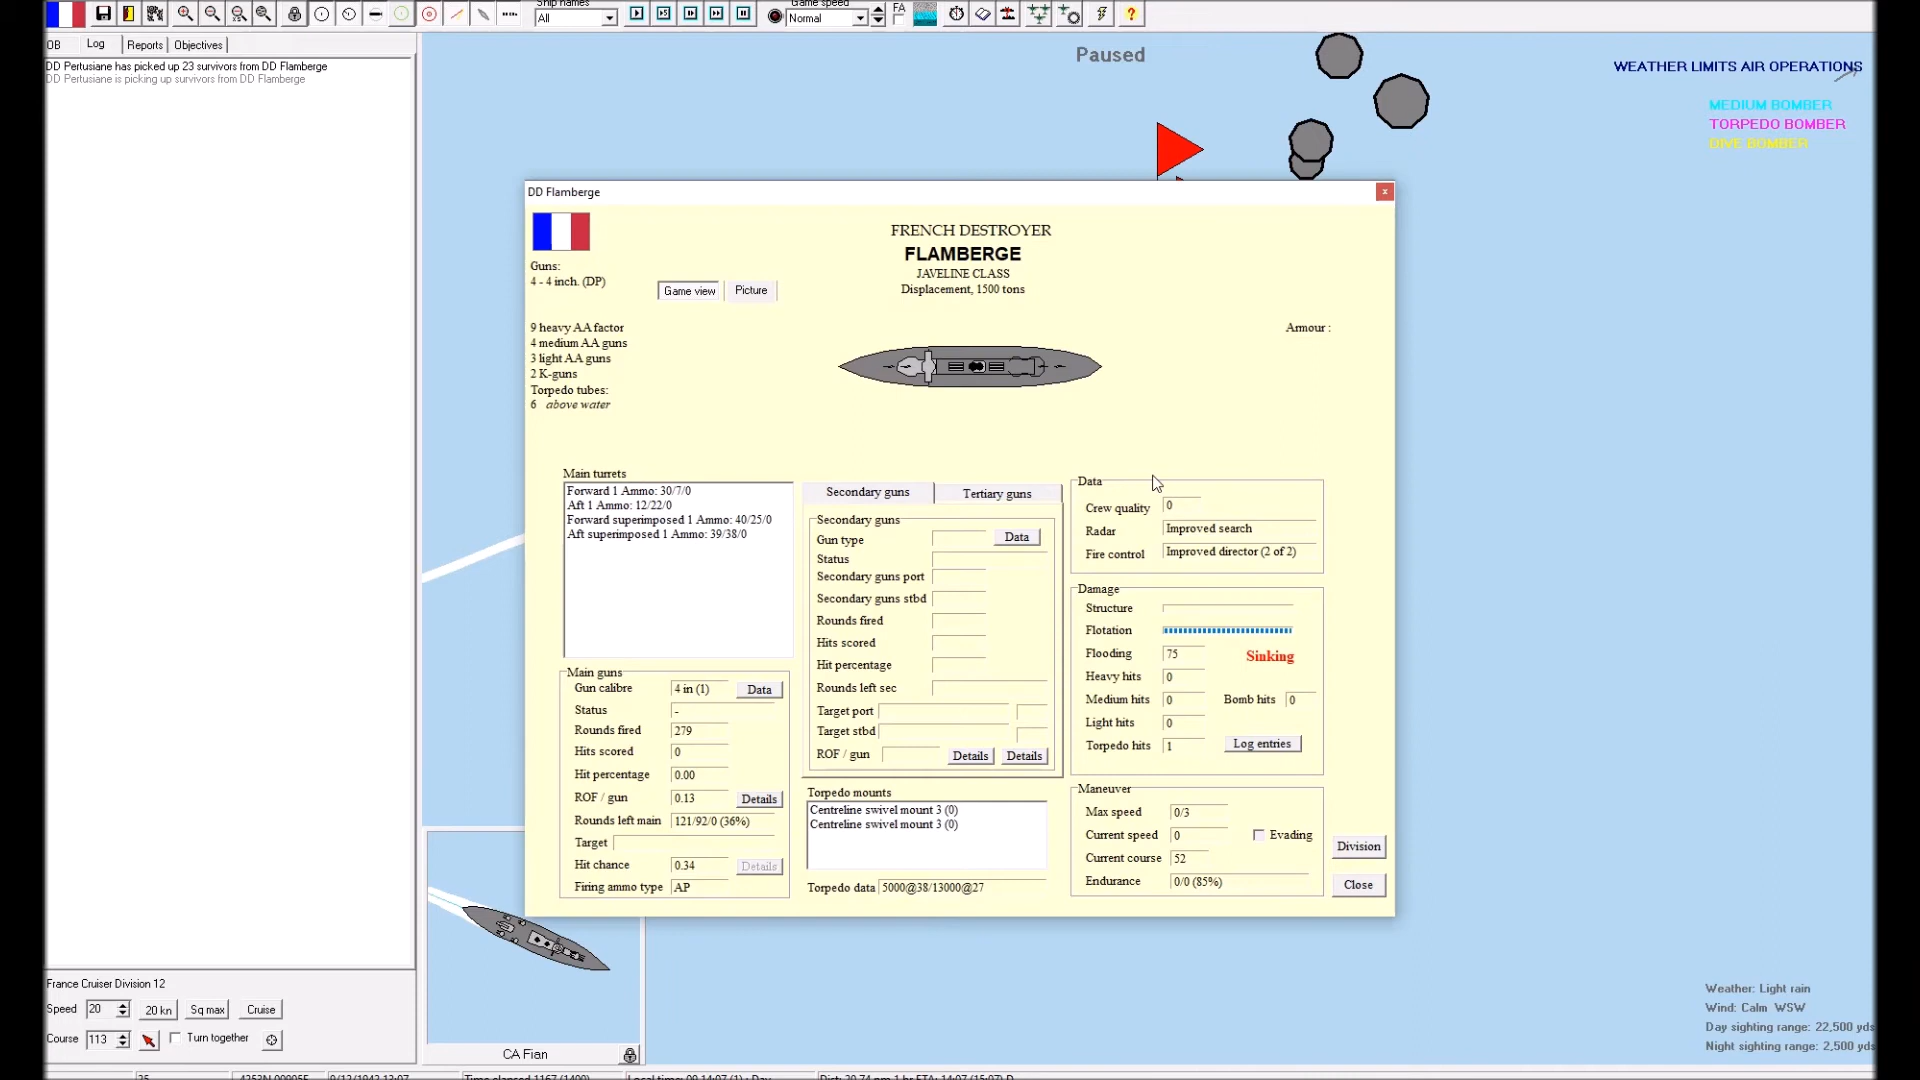 Ship names
Game speed
FA
All
Normal
OB
Log
Reports
Objectives
DD Pertusiane has picked up 23 survivors from DD Flamberge
DD Pertusiane is picking up survivors from DD Flamberge
Paused
WEATHER LIMITS AIR OPERATIONS
MEDIUM BOMBER
TORPEDO BOMBER
DIVE BOMBER
DD Flamberge
FRENCH DESTROYER
FLAMBERGE
JAVELINE CLASS
Displacement, 1500 tons
Guns:
4 - 4 inch. (DP)
Game view
Picture
9 heavy AA factor
4 medium AA guns
3 light AA guns
2 K-guns
Torpedo tubes:
6 above water
Armour :
Main turrets
Forward 1 Ammo: 30/7/0
Aft 1 Ammo: 12/22/0
Forward superimposed 1 Ammo: 40/25/0
Aft superimposed 1 Ammo: 39/38/0
Main guns
Gun calibre 4 in (1) Data
Status -
Rounds fired 279
Hits scored 0
Hit percentage 0.00
ROF / gun 0.13 Details
Rounds left main 121/92/0 (36%)
Target
Hit chance 0.34 Details
Firing ammo type AP
Secondary guns
Tertiary guns
Secondary guns
Gun type Data
Status
Secondary guns port
Secondary guns stbd
Rounds fired
Hits scored
Hit percentage
Rounds left sec
Target port
Target stbd
ROF / gun Details Details
Torpedo mounts
Centreline swivel mount 3 (0)
Centreline swivel mount 3 (0)
Torpedo data 5000@38/13000@27
Data
Crew quality 0
Radar Improved search
Fire control Improved director (2 of 2)
Damage
Structure
Flotation
Flooding 75 Sinking
Heavy hits 0
Medium hits 0 Bomb hits 0
Light hits 0
Torpedo hits 1 Log entries
Maneuver
Max speed 0/3
Current speed 0 Evading
Current course 52
Endurance 0/0 (85%)
Division
Close
France Cruiser Division 12
Speed 20 20 kn Sq max Cruise
Course 113 Turn together
CA Fian
Weather: Light rain
Wind: Calm WSW
Day sighting range: 22,500 yds
Night sighting range: 2,500 yds